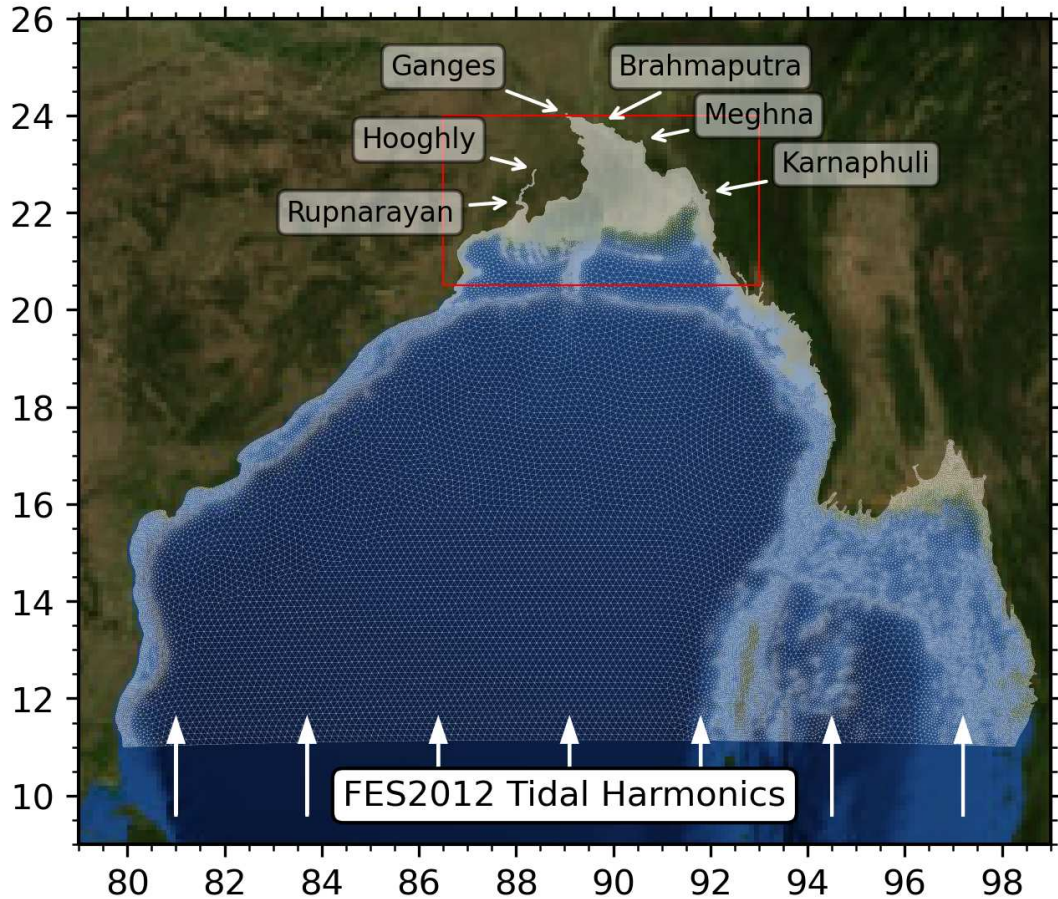 26
24
22
20
18
16
14
12
10
Ganges
Brahmaputra
Meghna
Hooghly
Karnaphuli
Rupnarayan
FES2012 Tidal Harmonics
80 82 84 86 88 90 92 94 96 98